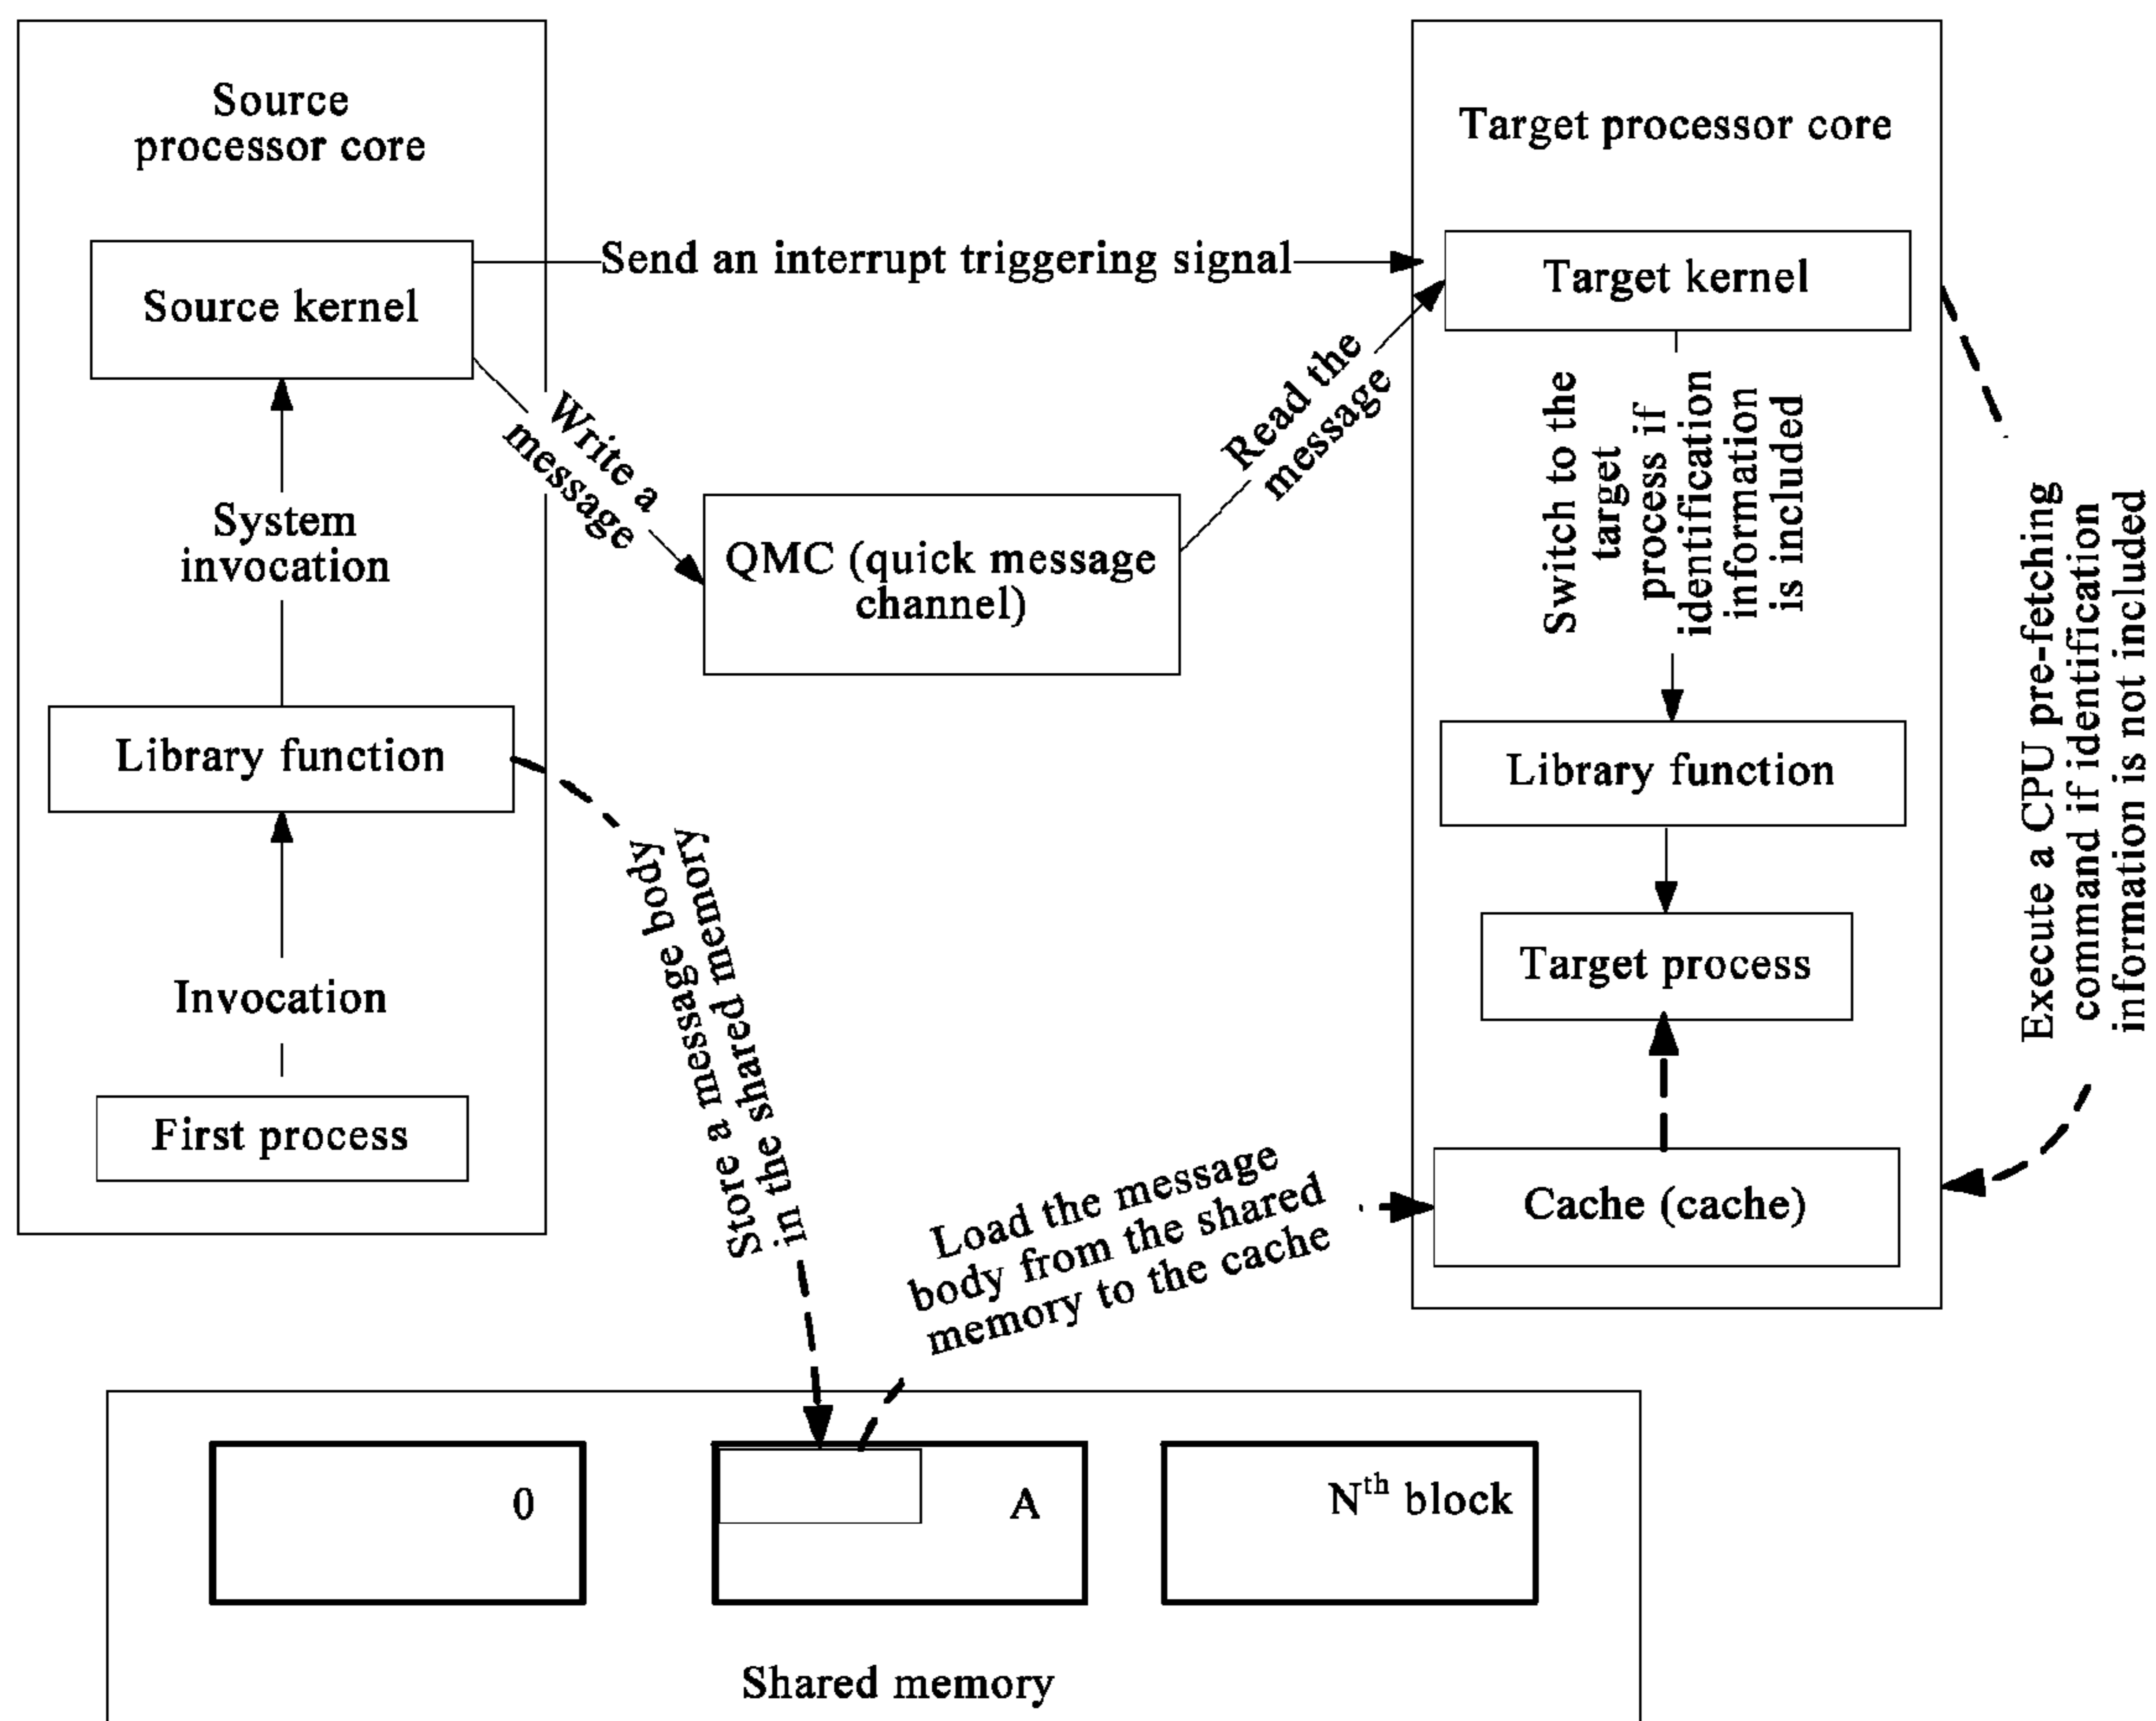 Source
processor core
Target processor core
Source kernel
Send an interrupt triggering signal
Target kernel
Write a
message
Read the
message
System
invocation
QMC (quick message
channel)
Switch to the
target
process if
identification
information
is included
Execute a CPU pre-fetching
command if identification
information is not included
Library function
Library function
Store a message body
in the shared memory
Target process
Invocation
First process
Load the message
body from the shared
memory to the cache
Cache (cache)
0
A
Nth block
Shared memory